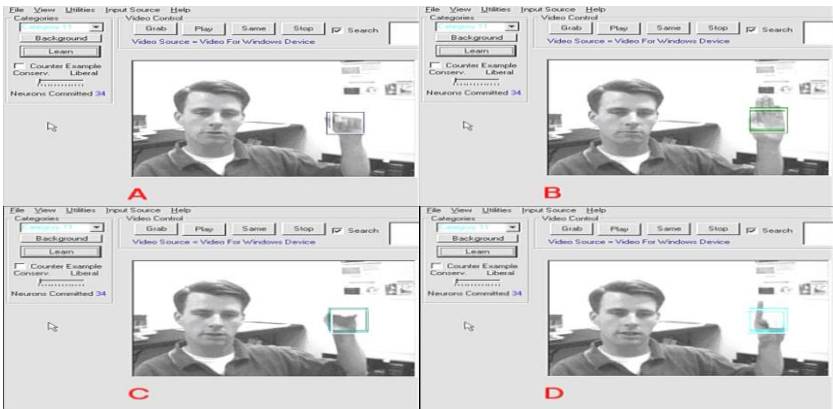 File View Utilities Input Source Help
Categories
Video Control
Category 11
Grab Play Same Stop Search
Background
Video Source = Video For Windows Device
Learn
Counter Example
Conserv. Liberal
Neurons Committed 34
A
File View Utilities Input Source Help
Categories
Video Control
Category 11
Grab Play Same Stop Search
Background
Video Source = Video For Windows Device
Learn
Counter Example
Conserv. Liberal
Neurons Committed 34
B
File View Utilities Input Source Help
Categories
Video Control
Grab Play Same Stop Search
Background
Video Source = Video For Windows Device
Learn
Counter Example
Conserv. Liberal
Neurons Committed 34
C
File View Utilities Input Source Help
Categories
Video Control
Grab Play Same Stop Search
Background
Video Source = Video For Windows Device
Learn
Counter Example
Conserv. Liberal
Neurons Committed 34
D